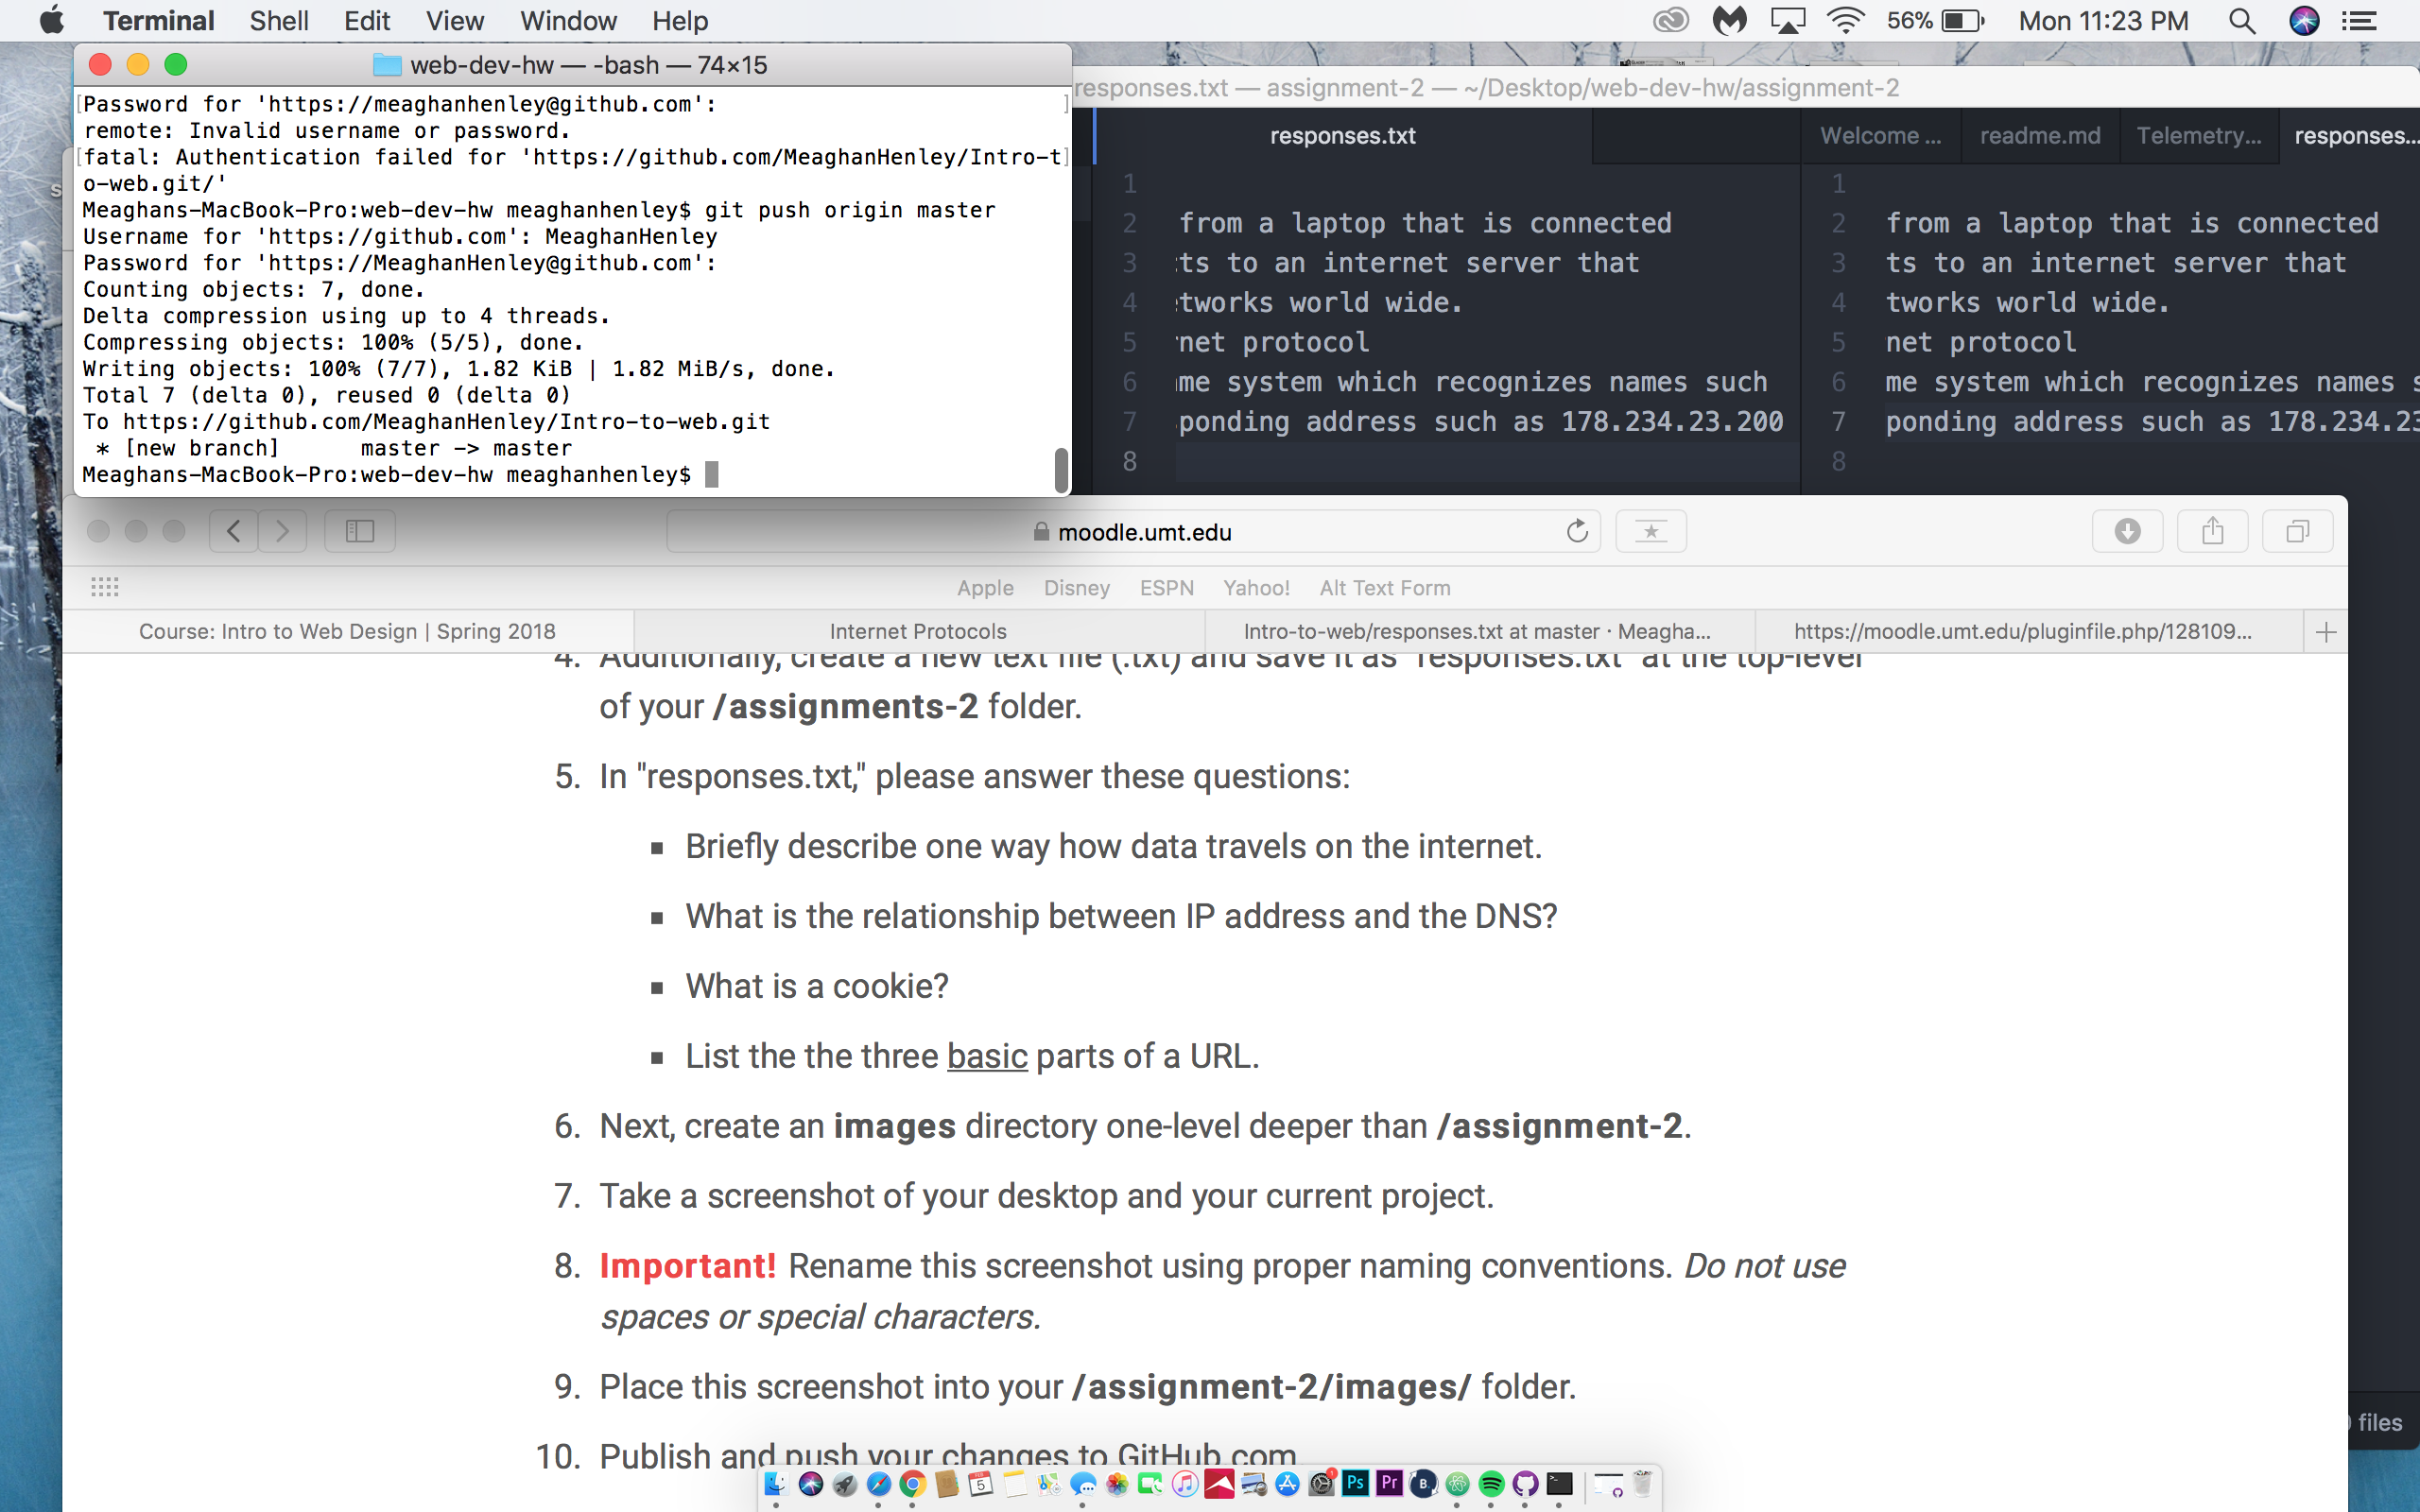 Terminal Shell Edit View Window Help 56% Mon 11:23 PM
web-dev-hw — -bash — 74×15
[Password for 'https://meaghanhenley@github.com': ]
remote: Invalid username or password.
[fatal: Authentication failed for 'https://github.com/MeaghanHenley/Intro-t]
o-web.git/'
Meaghans-MacBook-Pro:web-dev-hw meaghanhenley$ git push origin master
Username for 'https://github.com': MeaghanHenley
Password for 'https://MeaghanHenley@github.com':
Counting objects: 7, done.
Delta compression using up to 4 threads.
Compressing objects: 100% (5/5), done.
Writing objects: 100% (7/7), 1.82 KiB | 1.82 MiB/s, done.
Total 7 (delta 0), reused 0 (delta 0)
To https://github.com/MeaghanHenley/Intro-to-web.git
 * [new branch]      master -> master
Meaghans-MacBook-Pro:web-dev-hw meaghanhenley$
responses.txt — assignment-2 — ~/Desktop/web-dev-hw/assignment-2
responses.txt
1
2 from a laptop that is connected
3 ts to an internet server that
4 tworks world wide.
5 net protocol
6 me system which recognizes names such
7 ponding address such as 178.234.23.200
8
Welcome ... readme.md Telemetry... responses...
1
2 from a laptop that is connected
3 ts to an internet server that
4 tworks world wide.
5 net protocol
6 me system which recognizes names
7 ponding address such as 178.234.23
8
moodle.umt.edu
Apple Disney ESPN Yahoo! Alt Text Form
Course: Intro to Web Design | Spring 2018 Internet Protocols Intro-to-web/responses.txt at master · Meagha... https://moodle.umt.edu/pluginfile.php/128109...
4. Additionally, create a new text file (.txt) and save it as "responses.txt" at the top-level
of your /assignments-2 folder.
5. In "responses.txt," please answer these questions:
▪ Briefly describe one way how data travels on the internet.
▪ What is the relationship between IP address and the DNS?
▪ What is a cookie?
▪ List the the three basic parts of a URL.
6. Next, create an images directory one-level deeper than /assignment-2.
7. Take a screenshot of your desktop and your current project.
8. Important! Rename this screenshot using proper naming conventions. Do not use
spaces or special characters.
9. Place this screenshot into your /assignment-2/images/ folder.
10. Publish and push your changes to GitHub.com
files
5 Ps Pr B.